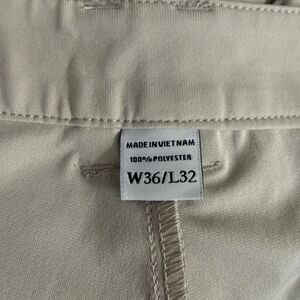 MADE IN VIETNAM
100% POLYESTER
W36/L32